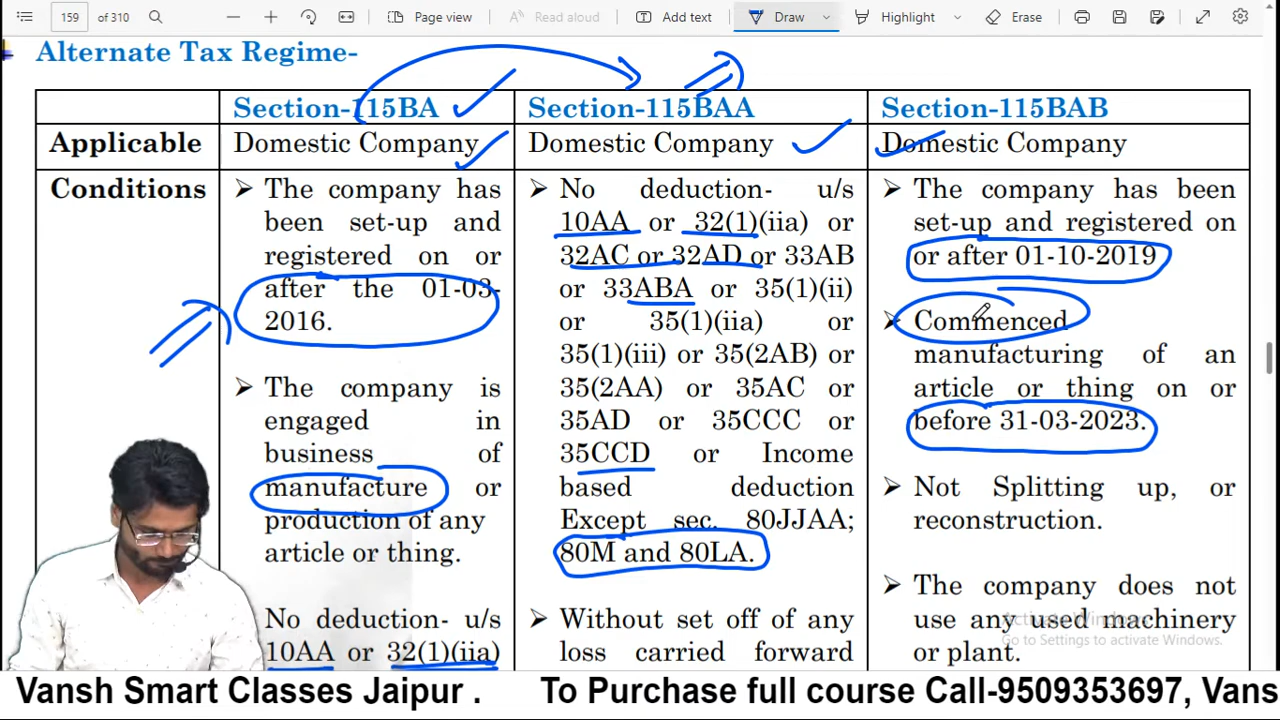 159 of 310
Page view
Read aloud
Add text
Draw
Highlight
Erase
Alternate Tax Regime-
Section-115BA
Section-115BAA
Section-115BAB
Applicable
Domestic Company
Domestic Company
Domestic Company
Conditions
The company has
been set-up and
registered on or
after the 01-03-
2016.
The company is
engaged in
business of
manufacture or
production of any
article or thing.
No deduction- u/s
10AA or 32(1)(iia)
No deduction- u/s
10AA or 32(1)(iia) or
32AC or 32AD or 33AB
or 33ABA or 35(1)(ii)
or 35(1)(iia) or
35(1)(iii) or 35(2AB) or
35(2AA) or 35AC or
35AD or 35CCC or
35CCD or Income
based deduction
Except sec. 80JJAA;
80M and 80LA.
Without set off of any
loss carried forward
The company has been
set-up and registered on
or after 01-10-2019
Commenced
manufacturing of an
article or thing on or
before 31-03-2023.
Not Splitting up, or
reconstruction.
The company does not
use any used machinery
or plant.
Activate Windows
Go to Settings to activate Windows.
Vansh Smart Classes Jaipur . To Purchase full course Call-9509353697, Vans